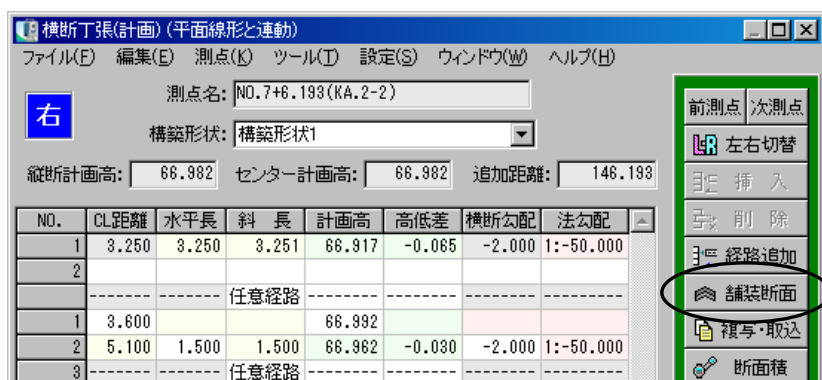 横断丁張(計画) (平面線形と連動)
ファイル(F) 編集(E) 測点(K) ツール(T) 設定(S) ウィンドウ(W) ヘルプ(H)
右
測点名: NO.7+6.193(KA.2-2)
構築形状: 構築形状1
縦断計画高: 66.982 センター計画高: 66.982 追加距離: 146.193
NO. CL距離 水平長 斜 長 計画高 高低差 横断勾配 法勾配
1 3.250 3.250 3.251 66.917 -0.065 -2.000 1:-50.000
2
------- ------- 任意経路 -------- -------- -------- ---------
1 3.600 66.992
2 5.100 1.500 1.500 66.962 -0.030 -2.000 1:-50.000
3 ------- ------- 任意経路 -------- -------- -------- ---------
前測点 次測点
左右切替
挿 入
削 除
経路追加
舗装断面
複写・取込
断面積